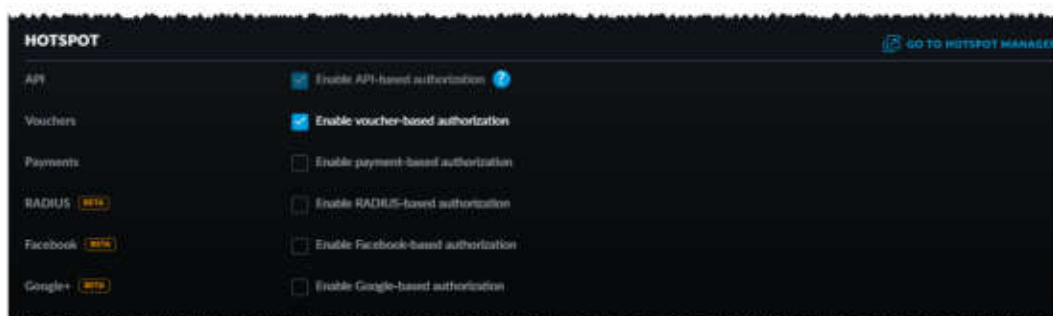 HOTSPOT
GO TO HOTSPOT MANAGER
API Enable API-based authorization ?
Vouchers Enable voucher-based authorization
Payments Enable payment-based authorization
RADIUS BETA Enable RADIUS-based authorization
Facebook BETA Enable Facebook-based authorization
Google+ BETA Enable Google-based authorization